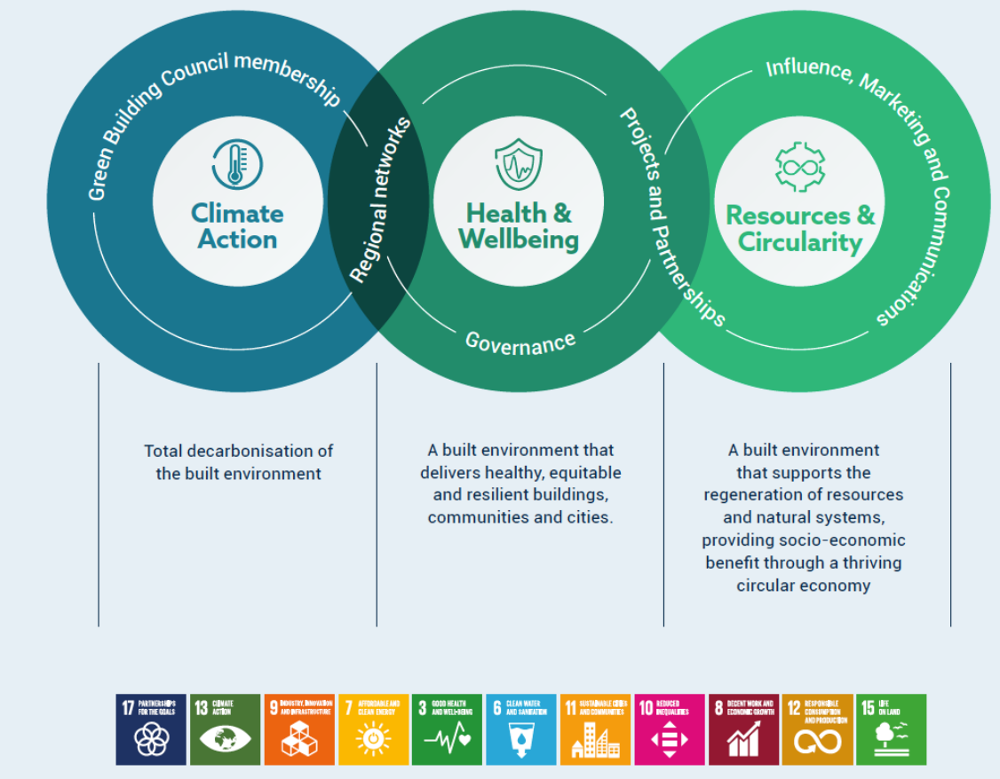 Green Building Council membership
Climate
Action
Regional networks
Health &
Wellbeing
Governance
Projects and Partnerships
Resources &
Circularity
Influence, Marketing and Communications
Total decarbonisation of
the built environment
A built environment that
delivers healthy, equitable
and resilient buildings,
communities and cities.
A built environment
that supports the
regeneration of resources
and natural systems,
providing socio-economic
benefit through a thriving
circular economy
17 PARTNERSHIPS
FOR THE GOALS
13 CLIMATE
ACTION
9 INDUSTRY, INNOVATION
AND INFRASTRUCTURE
7 AFFORDABLE AND
CLEAN ENERGY
3 GOOD HEALTH
AND WELL-BEING
6 CLEAN WATER
AND SANITATION
11 SUSTAINABLE CITIES
AND COMMUNITIES
10 REDUCED
INEQUALITIES
8 DECENT WORK AND
ECONOMIC GROWTH
12 RESPONSIBLE
CONSUMPTION
AND PRODUCTION
15 LIFE
ON LAND